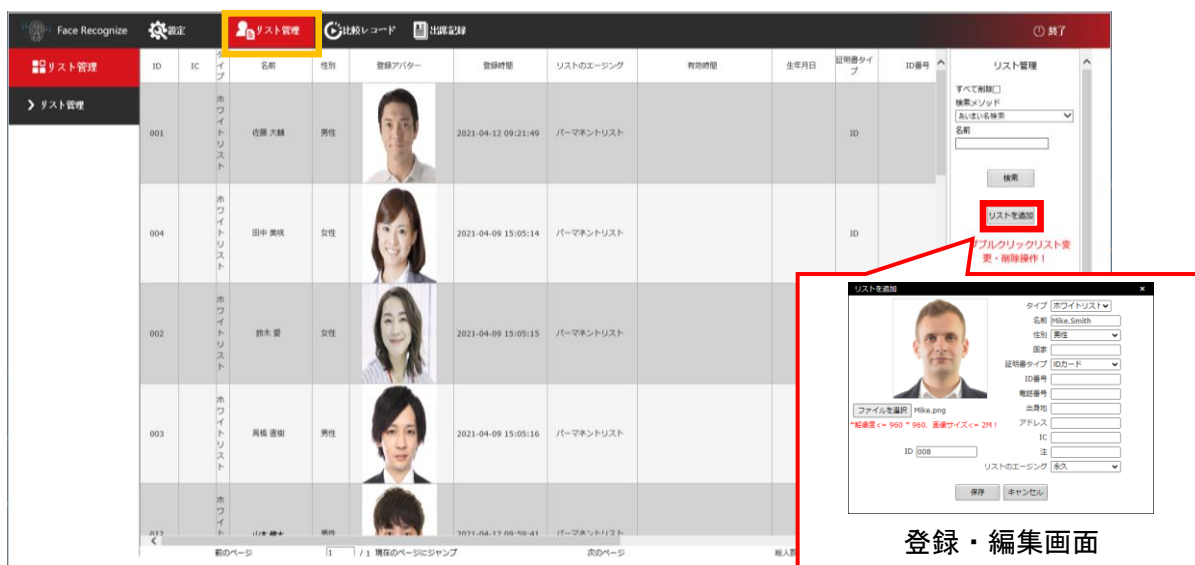 Face Recognize 設定 リスト管理 比較レコード 出席記録 終了
リスト管理
リスト管理
ID IC タイプ 名前 性別 登録アバター 登録時間 リストのエージング 有効時間 生年月日 証明書タイプ ID番号
001 ホワイトリスト 佐藤 大輔 男性 2021-04-12 09:21:49 パーマネントリスト ID
004 ホワイトリスト 田中 美咲 女性 2021-04-09 15:05:14 パーマネントリスト ID
002 ホワイトリスト 鈴木 愛 女性 2021-04-09 15:05:15 パーマネントリスト
003 ホワイトリスト 高橋 直樹 男性 2021-04-09 15:05:16 パーマネントリスト
012 ホワイト 山本 健太 男性 2021-04-12 09:59:41 パーマネントリスト
前のページ 1 / 1 現在のページにジャンプ 次のページ 総人数
リスト管理
すべて削除
検索メソッド
あいまい名検索
名前
検索
リストを追加
ブルクリックリスト変
更・削除操作！
リストを追加 ×
タイプ ホワイトリスト
名前 Mike.Smith
性別 男性
国家
証明書タイプ IDカード
ID番号
電話番号
ファイルを選択 Mike.png
出身地
*解像度<= 960 * 960、画像サイズ<= 2M！
アドレス
IC
ID 008
注
リストのエージング 永久
保存 キャンセル
登録・編集画面